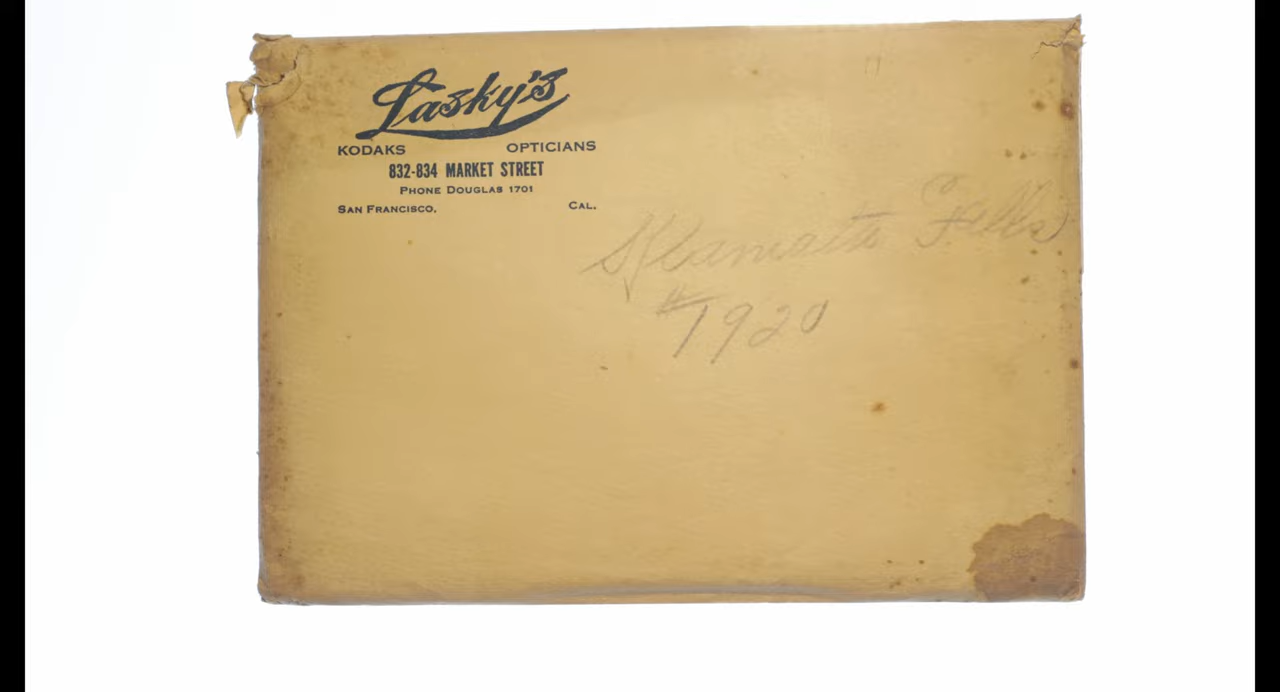 Lasky's
KODAKS OPTICIANS
832-834 MARKET STREET
PHONE DOUGLAS 1701
SAN FRANCISCO, CAL.
Klamath Falls
#1920